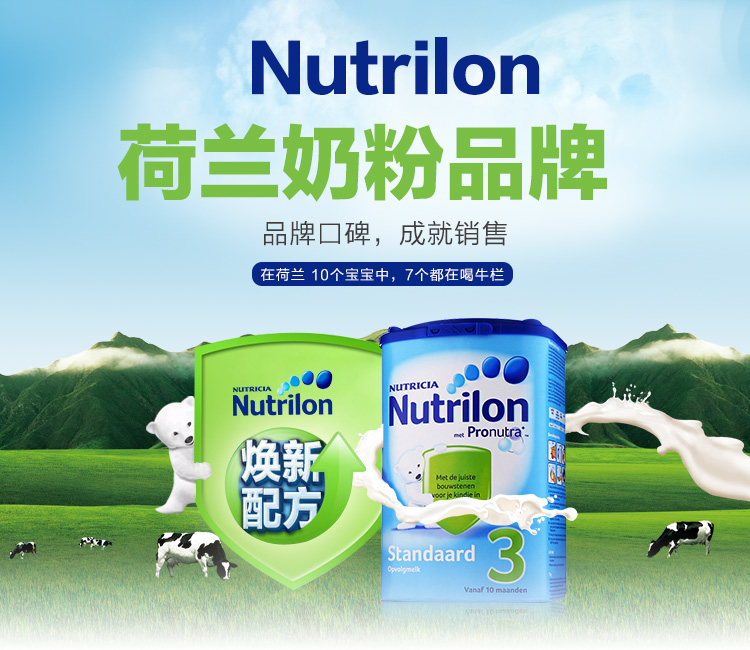 Nutrilon
荷兰奶粉品牌
品牌口碑，成就销售
在荷兰 10个宝宝中，7个都在喝牛栏
NUTRICIA
Nutrilon
焕新
配方
NUTRICIA
Nutrilon
met Pronutra+™
Met de juiste
bouwstenen
voor je kindje in
Standaard 3
Opvolgmelk
Vanaf 10 maanden